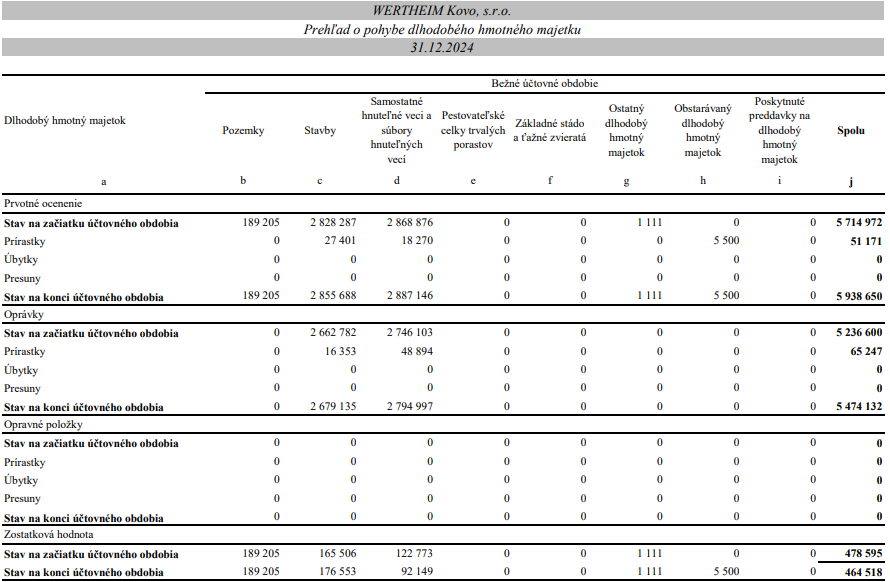 WERTHEIM Kovo, s.r.o.
Prehľad o pohybe dlhodobého hmotného majetku
31.12.2024
Bežné účtovné obdobie
Dlhodobý hmotný majetok Pozemky Stavby Samostatné hnuteľné veci a súbory hnuteľných vecí Pestovateľské celky trvalých porastov Základné stádo a ťažné zvieratá Ostatný dlhodobý hmotný majetok Obstarávaný dlhodobý hmotný majetok Poskytnuté preddavky na dlhodobý hmotný majetok Spolu
a b c d e f g h i j
Prvotné ocenenie
Stav na začiatku účtovného obdobia 189 205 2 828 287 2 868 876 0 0 1 111 0 0 5 714 972
Prírastky 0 27 401 18 270 0 0 0 5 500 0 51 171
Úbytky 0 0 0 0 0 0 0 0 0
Presuny 0 0 0 0 0 0 0 0 0
Stav na konci účtovného obdobia 189 205 2 855 688 2 887 146 0 0 1 111 5 500 0 5 938 650
Oprávky
Stav na začiatku účtovného obdobia 0 2 662 782 2 746 103 0 0 0 0 0 5 236 600
Prírastky 0 16 353 48 894 0 0 0 0 0 65 247
Úbytky 0 0 0 0 0 0 0 0 0
Presuny 0 0 0 0 0 0 0 0 0
Stav na konci účtovného obdobia 0 2 679 135 2 794 997 0 0 0 0 0 5 474 132
Opravné položky
Stav na začiatku účtovného obdobia 0 0 0 0 0 0 0 0 0
Prírastky 0 0 0 0 0 0 0 0 0
Úbytky 0 0 0 0 0 0 0 0 0
Presuny 0 0 0 0 0 0 0 0 0
Stav na konci účtovného obdobia 0 0 0 0 0 0 0 0 0
Zostatková hodnota
Stav na začiatku účtovného obdobia 189 205 165 506 122 773 0 0 1 111 0 0 478 595
Stav na konci účtovného obdobia 189 205 176 553 92 149 0 0 1 111 5 500 0 464 518